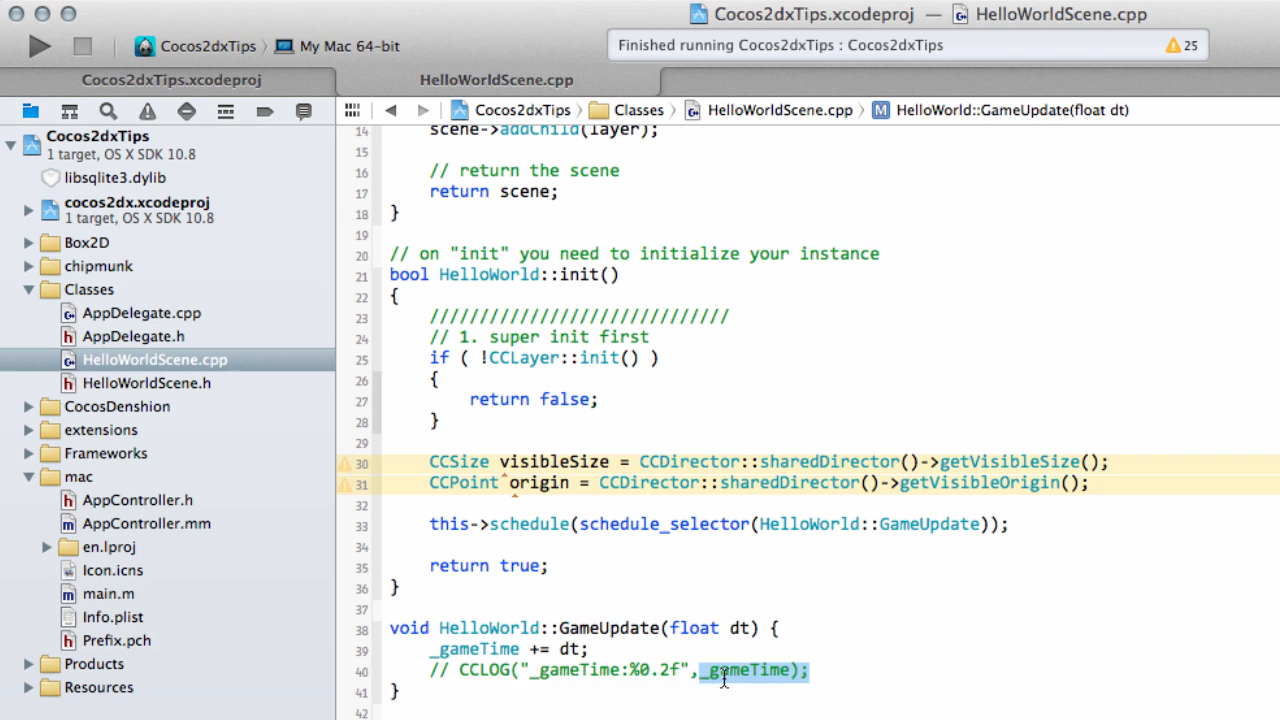 Cocos2dxTips.xcodeproj — HelloWorldScene.cpp
Cocos2dxTips 〉 My Mac 64-bit
Finished running Cocos2dxTips : Cocos2dxTips
25
Cocos2dxTips.xcodeproj
HelloWorldScene.cpp
Cocos2dxTips 〉 Classes 〉 HelloWorldScene.cpp 〉 M HelloWorld::GameUpdate(float dt)
Cocos2dxTips
1 target, OS X SDK 10.8
libsqlite3.dylib
cocos2dx.xcodeproj
1 target, OS X SDK 10.8
Box2D
chipmunk
Classes
AppDelegate.cpp
AppDelegate.h
HelloWorldScene.cpp
HelloWorldScene.h
CocosDenshion
extensions
Frameworks
mac
AppController.h
AppController.mm
en.lproj
Icon.icns
main.m
Info.plist
Prefix.pch
Products
Resources
14 scene->addChild(layer);
15
16 // return the scene
17 return scene;
18 }
19
20 // on "init" you need to initialize your instance
21 bool HelloWorld::init()
22 {
23 //////////////////////////////
24 // 1. super init first
25 if ( !CCLayer::init() )
26 {
27 return false;
28 }
29
30 CCSize visibleSize = CCDirector::sharedDirector()->getVisibleSize();
31 CCPoint origin = CCDirector::sharedDirector()->getVisibleOrigin();
32
33 this->schedule(schedule_selector(HelloWorld::GameUpdate));
34
35 return true;
36 }
37
38 void HelloWorld::GameUpdate(float dt) {
39 _gameTime += dt;
40 // CCLOG("_gameTime:%0.2f",_gameTime);
41 }
42